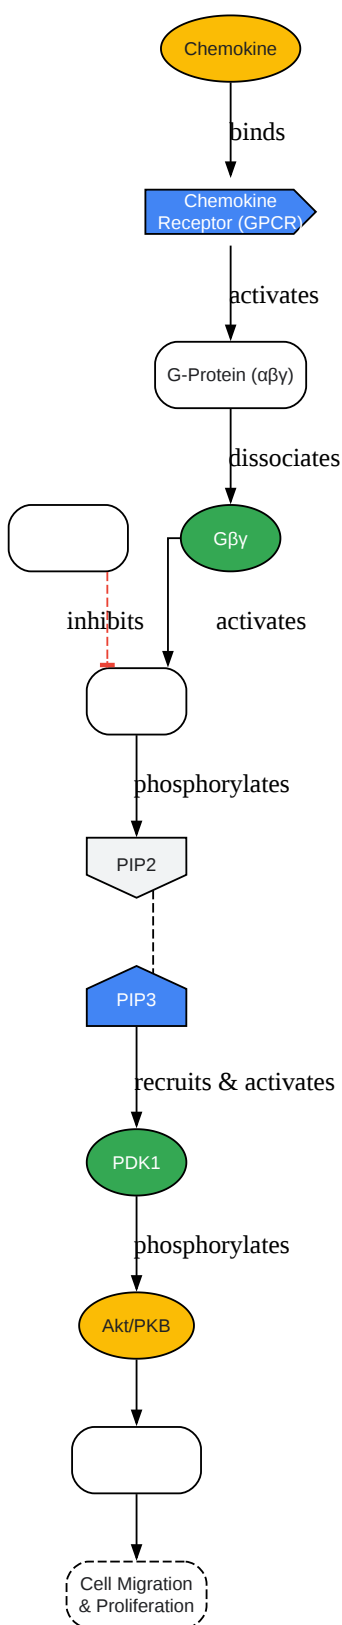 Chemokine
binds
Chemokine
Receptor (GPCR)
activates
G-Protein (αβγ)
dissociates
Gβγ
inhibits
activates
phosphorylates
PIP2
PIP3
recruits & activates
PDK1
phosphorylates
Akt/PKB
Cell Migration
& Proliferation